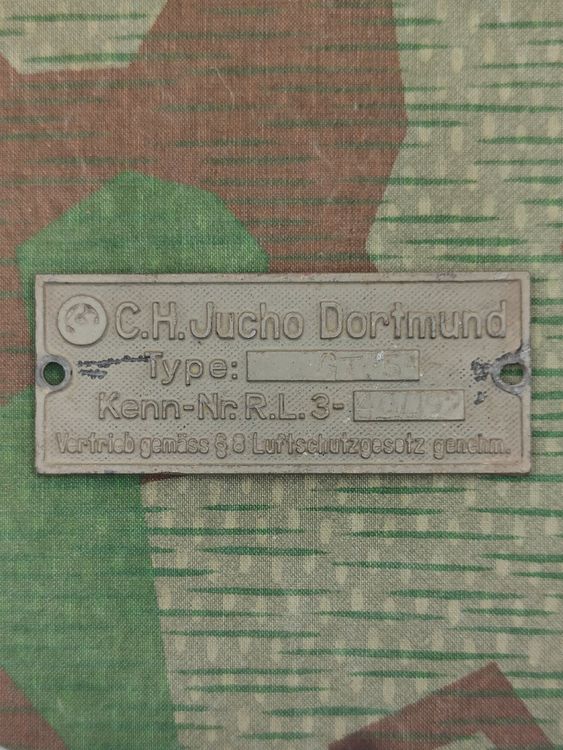 C.H. Jucho Dortmund
Type:
Kenn-Nr. R.L. 3-
Vertrieb gemäss § 8 Luftschutzgesetz genehm.